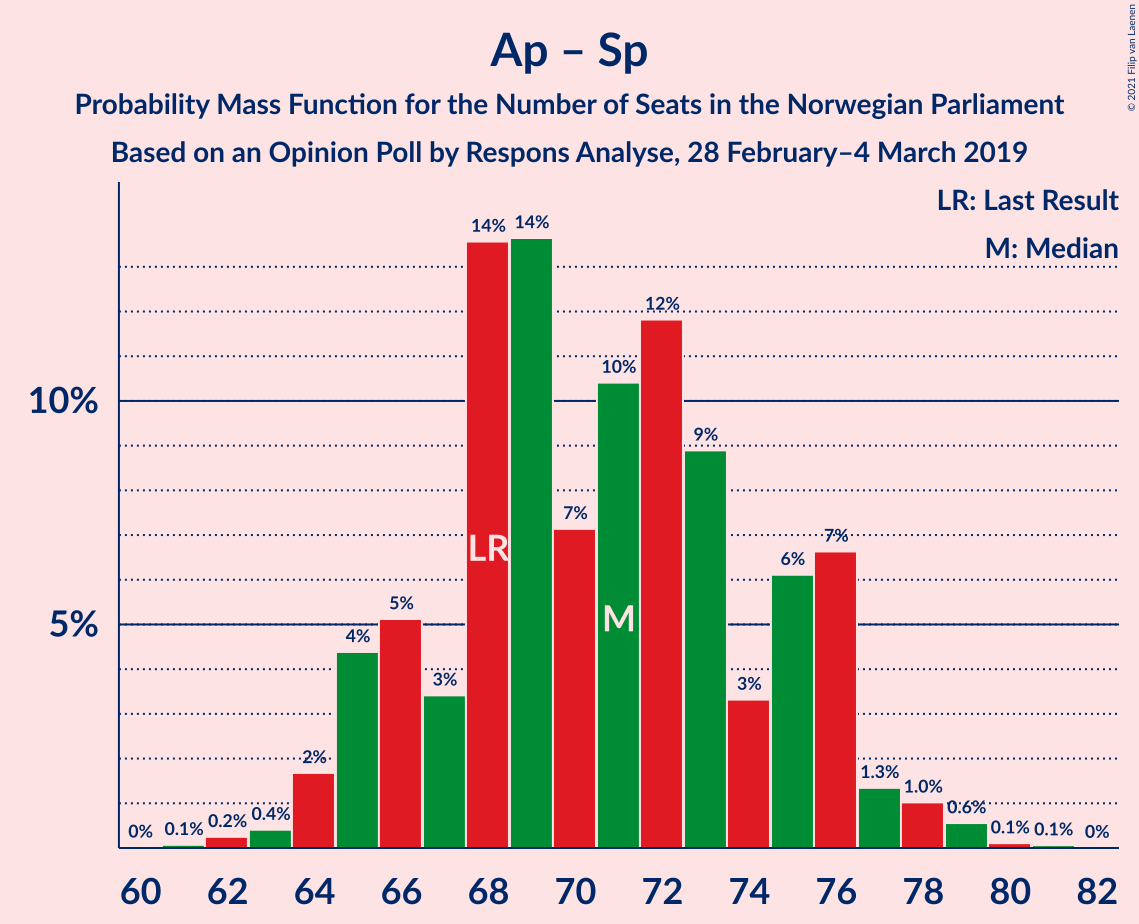 Ap – Sp
Probability Mass Function for the Number of Seats in the Norwegian Parliament
Based on an Opinion Poll by Respons Analyse, 28 February–4 March 2019
© 2021 Filip van Laenen
LR: Last Result
M: Median
10%
5%
0%
0.1%
0.2%
0.4%
2%
4%
5%
3%
14%
14%
7%
10%
12%
9%
3%
6%
7%
1.3%
1.0%
0.6%
0.1%
0.1%
0%
LR
M
60 62 64 66 68 70 72 74 76 78 80 82